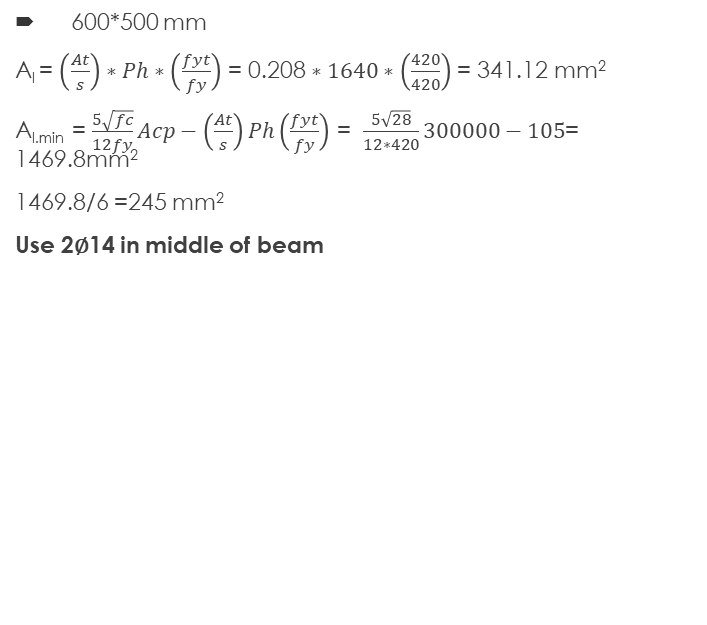 600*500 mm
Al = (At/s) * Ph * (fyt/fy) = 0.208 * 1640 * (420/420) = 341.12 mm²
Al.min = 5√fc/12fy Acp − (At/s) Ph (fyt/fy) = 5√28/12*420 300000 − 105=
1469.8mm²
1469.8/6 =245 mm²
Use 2ø14 in middle of beam